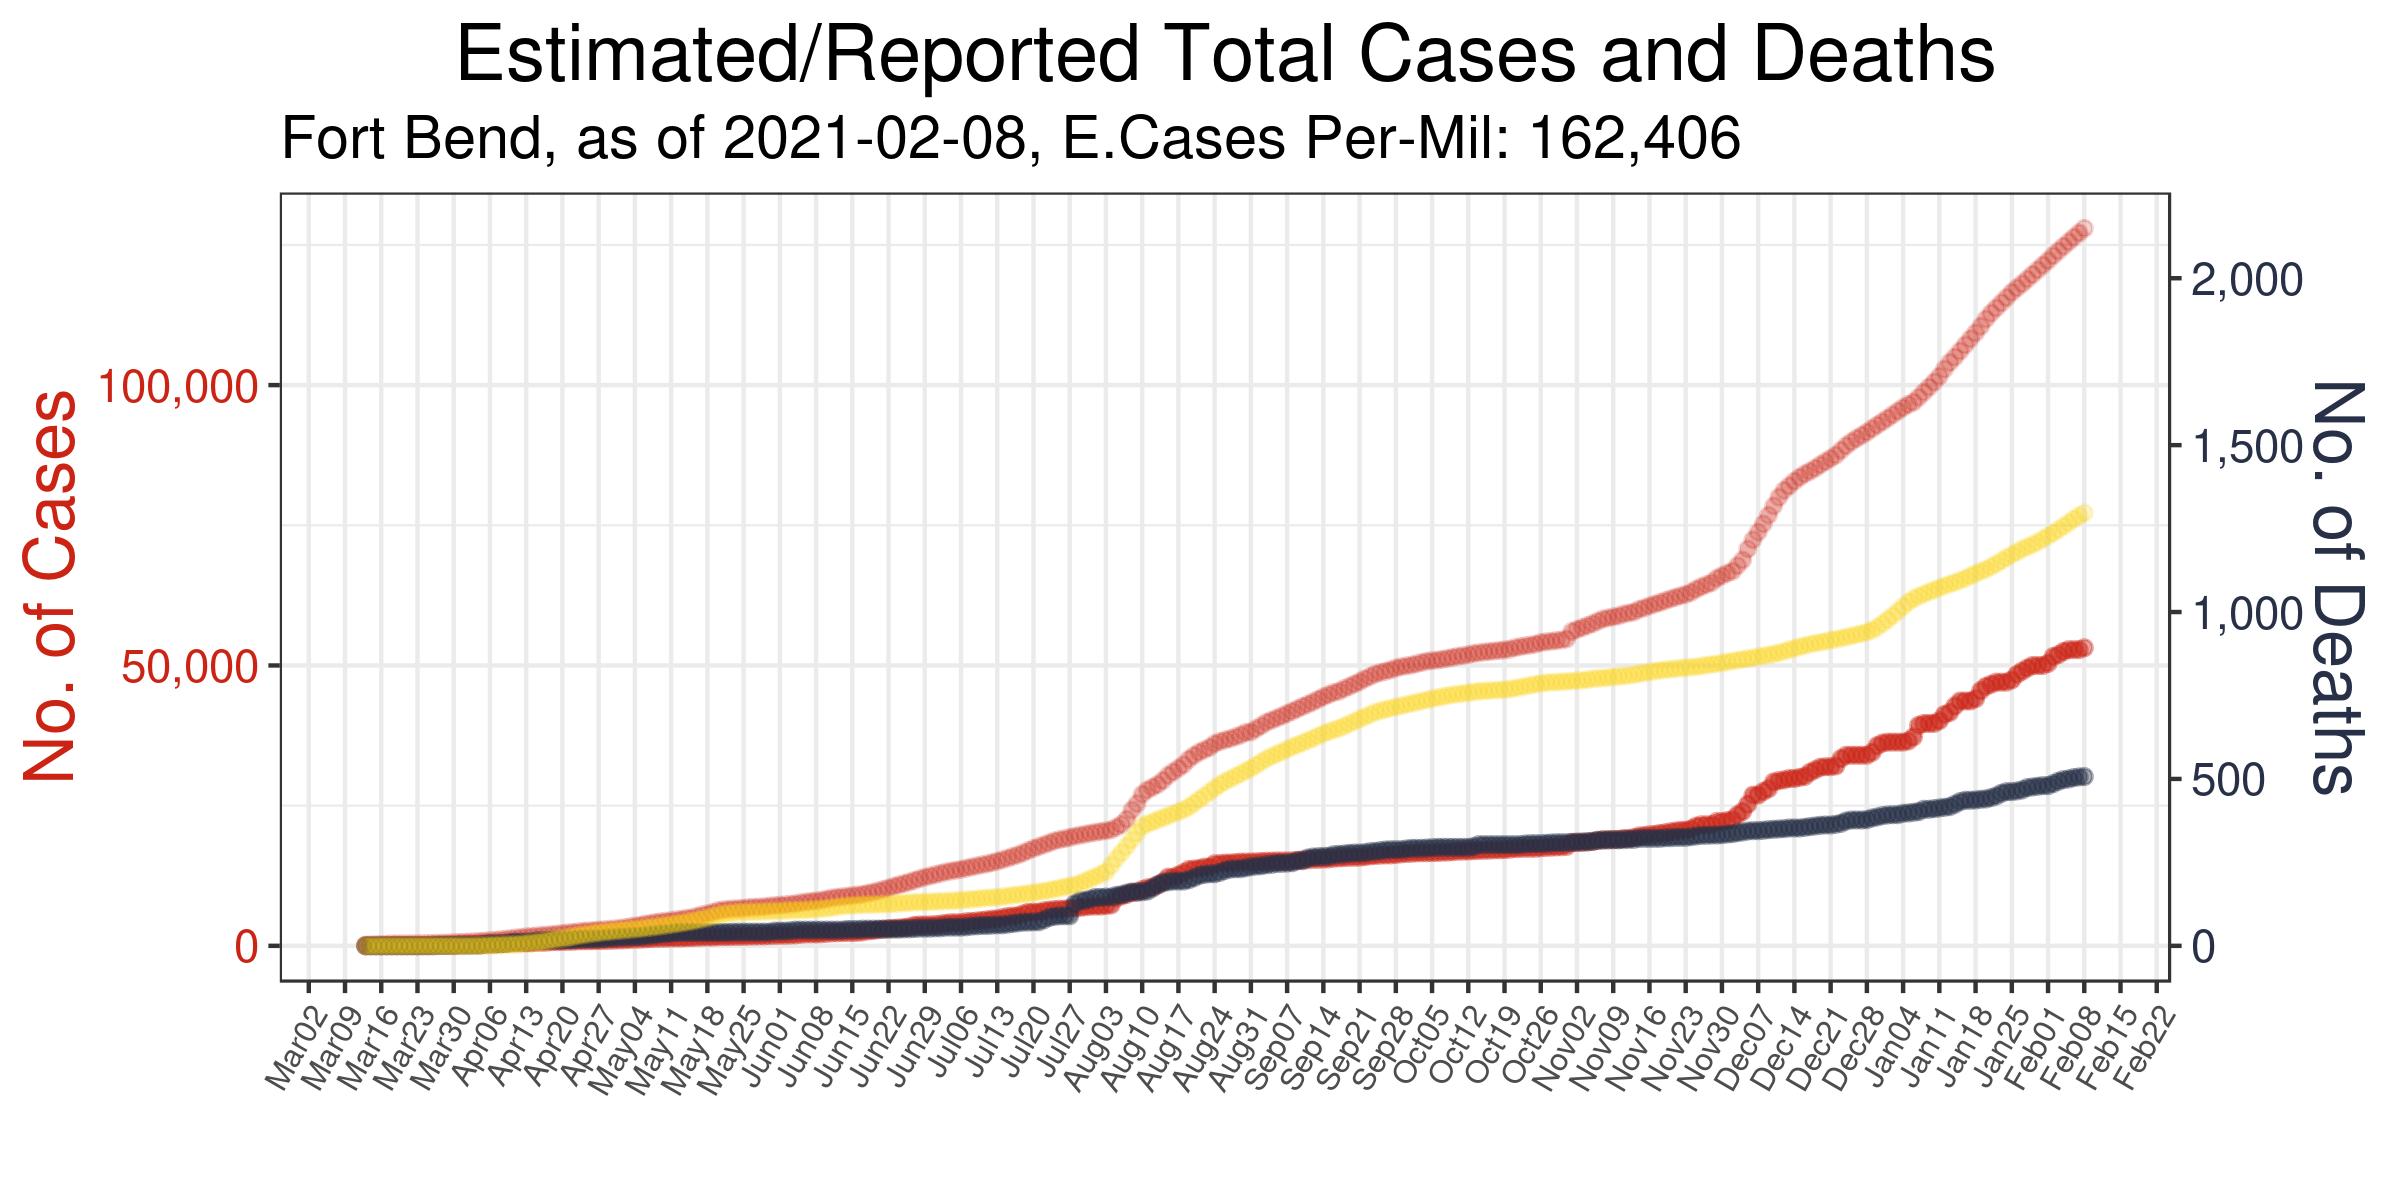 Estimated/Reported Total Cases and Deaths
Fort Bend, as of 2021-02-08, E.Cases Per-Mil: 162,406
No. of Cases
100,000
50,000
0
2,000
1,500
1,000
500
0
No. of Deaths
Mar02
Mar09
Mar16
Mar23
Mar30
Apr06
Apr13
Apr20
Apr27
May04
May11
May18
May25
Jun01
Jun08
Jun15
Jun22
Jun29
Jul06
Jul13
Jul20
Jul27
Aug03
Aug10
Aug17
Aug24
Aug31
Sep07
Sep14
Sep21
Sep28
Oct05
Oct12
Oct19
Oct26
Nov02
Nov09
Nov16
Nov23
Nov30
Dec07
Dec14
Dec21
Dec28
Jan04
Jan11
Jan18
Jan25
Feb01
Feb08
Feb15
Feb22